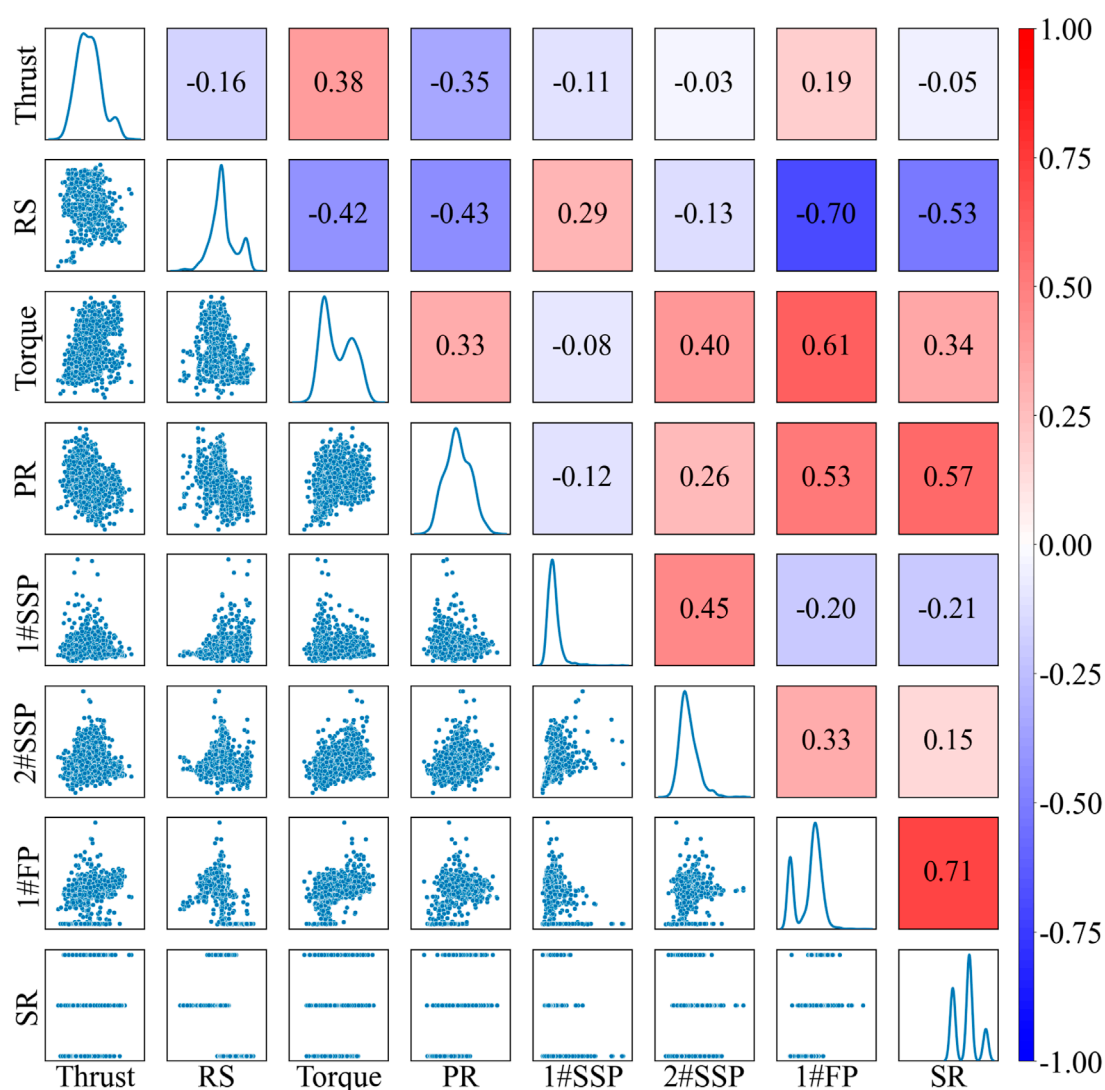 Thrust -0.16 0.38 -0.35 -0.11 -0.03 0.19 -0.05
RS -0.42 -0.43 0.29 -0.13 -0.70 -0.53
Torque 0.33 -0.08 0.40 0.61 0.34
PR -0.12 0.26 0.53 0.57
1#SSP 0.45 -0.20 -0.21
2#SSP 0.33 0.15
1#FP 0.71
SR
Thrust RS Torque PR 1#SSP 2#SSP 1#FP SR
1.00
0.75
0.50
0.25
0.00
-0.25
-0.50
-0.75
-1.00